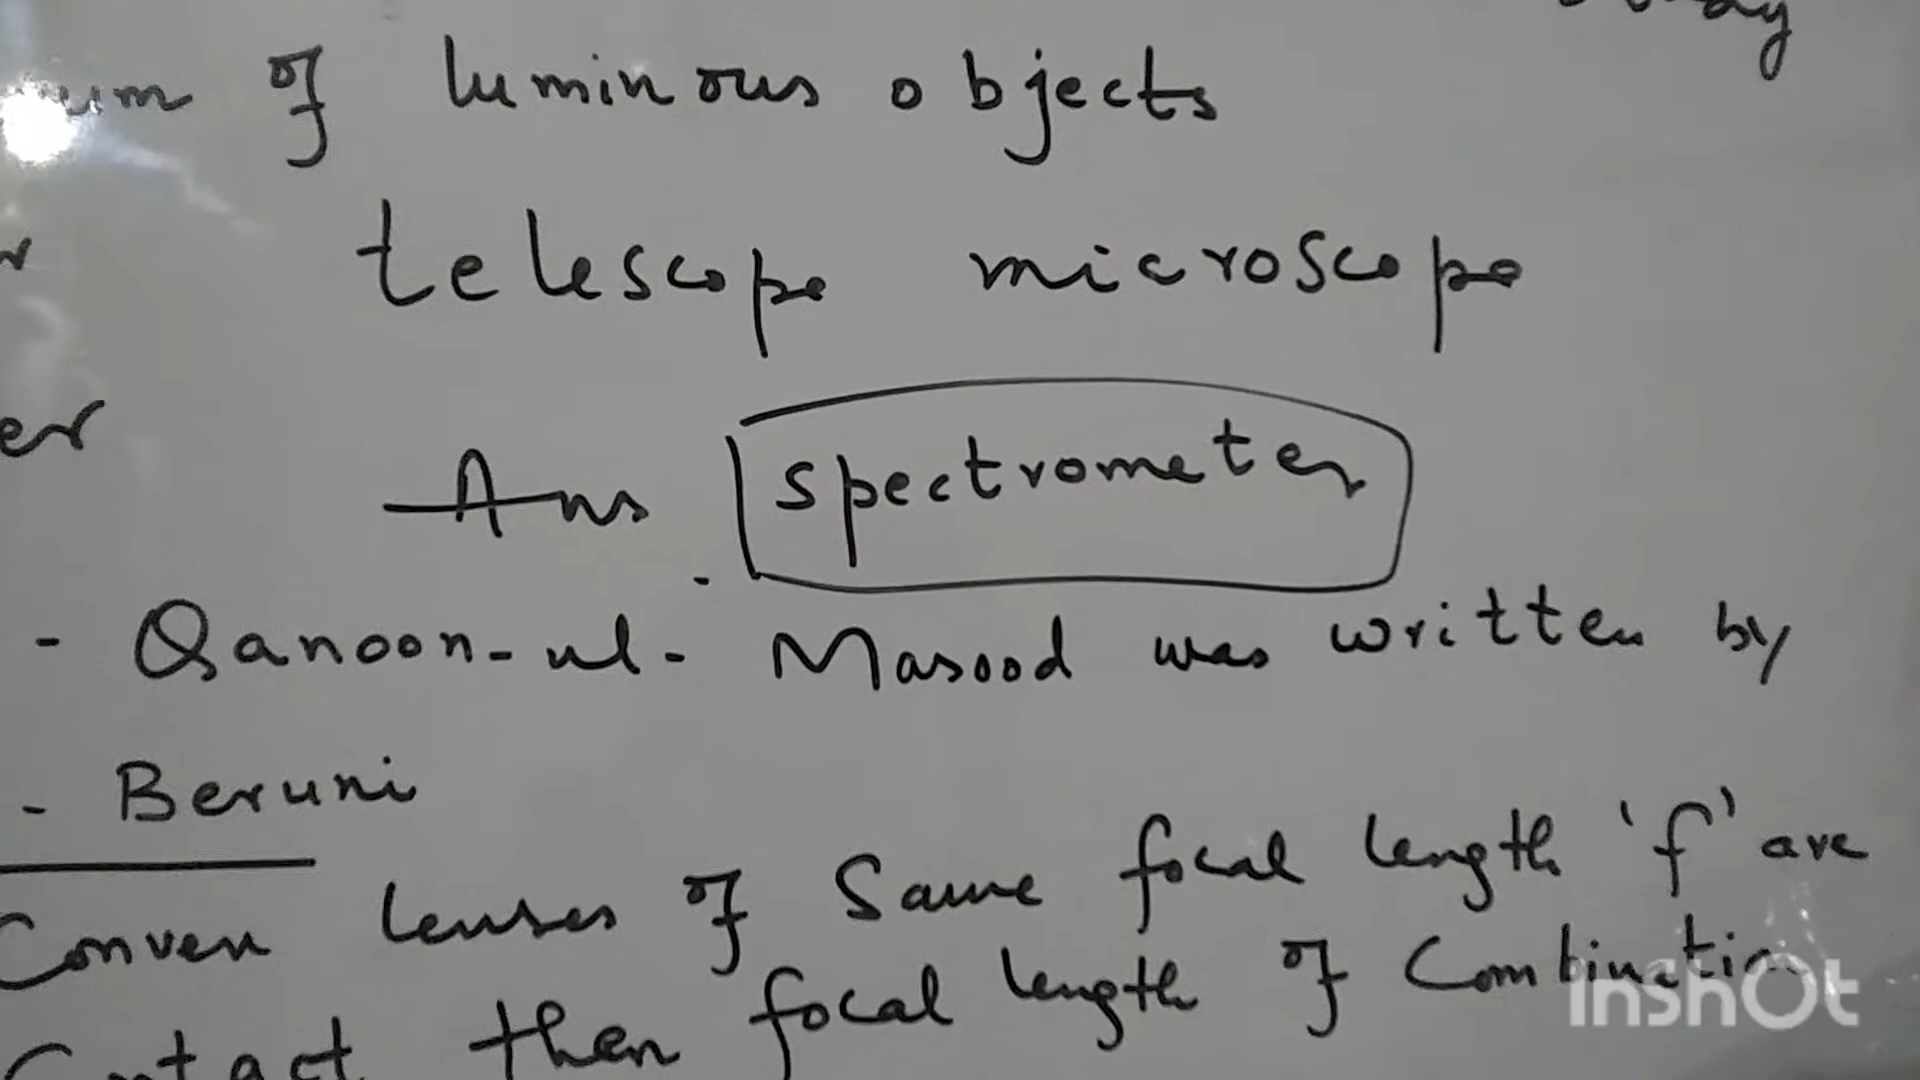 of luminous objects
telescope microscope
er
Ans spectrometer
- Qanoon-ul- Masood was written by
- Beruni
Convex lenses of Same focal length 'f' are
Contact then focal length of Combination
InShOt